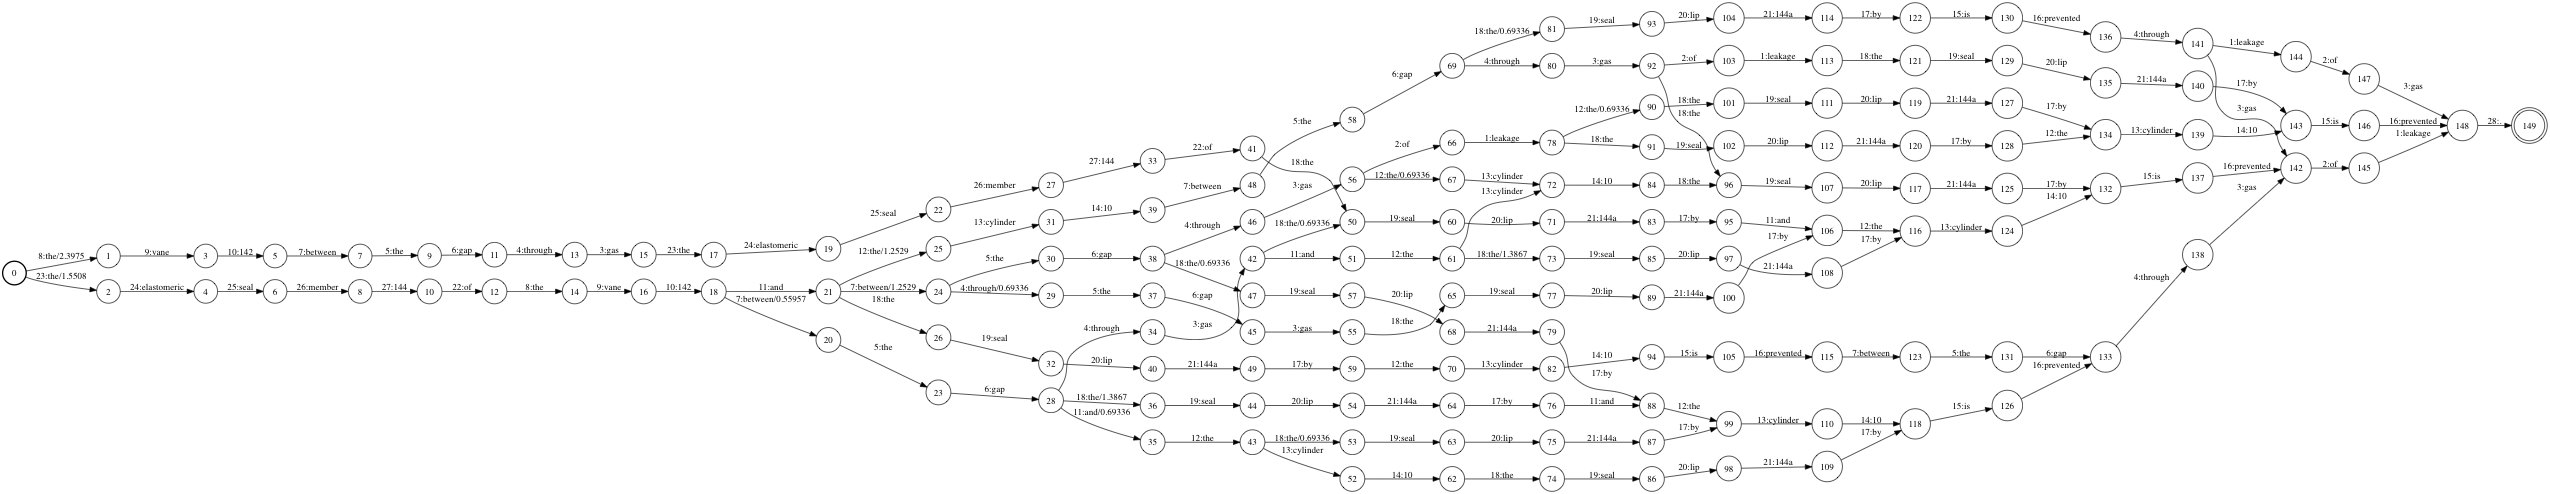 18:the/0.69336 81 19:seal 93 20:lip 104 21:144a 114 17:by 122 15:is 130 16:prevented 136 4:through 141 1:leakage 144 2:of 147 3:gas
6:gap 69 4:through 80 3:gas 92 2:of 103 1:leakage 113 18:the 121 19:seal 129 20:lip 135 21:144a 140 17:by 3:gas
5:the 58 12:the/0.69336 90 18:the 18:the 101 19:seal 111 20:lip 119 21:144a 127 17:by 134 13:cylinder 139 14:10 143 15:is 146 16:prevented 1:leakage 148 28:. 149
27:144 33 22:of 41 18:the 2:of 66 1:leakage 78 18:the 91 19:seal 102 20:lip 112 21:144a 120 17:by 128 12:the
26:member 27 7:between 48 3:gas 56 12:the/0.69336 67 13:cylinder 13:cylinder 72 14:10 84 18:the 96 19:seal 107 20:lip 117 21:144a 125 17:by 14:10 132 15:is 137 16:prevented 142 2:of 145
25:seal 22 13:cylinder 31 14:10 39 4:through 46 18:the/0.69336 50 19:seal 60 20:lip 71 21:144a 83 17:by 95 11:and 106 12:the 17:by 116 13:cylinder 124 3:gas
8:the/2.3975 1 9:vane 3 10:142 5 7:between 7 5:the 9 6:gap 11 4:through 13 3:gas 15 23:the 17 24:elastomeric 19 12:the/1.2529 25 5:the 30 6:gap 38 18:the/0.69336 42 11:and 51 12:the 61 18:the/1.3867 73 19:seal 85 20:lip 97 17:by 21:144a 108 138
0 23:the/1.5508 2 24:elastomeric 4 25:seal 6 26:member 8 27:144 10 22:of 12 8:the 14 9:vane 16 10:142 18 11:and 7:between/0.55957 21 7:between/1.2529 18:the 24 4:through/0.69336 29 5:the 37 6:gap 47 19:seal 57 20:lip 65 19:seal 77 20:lip 89 21:144a 100 4:through
20 5:the 26 19:seal 4:through 34 3:gas 45 3:gas 55 18:the 68 21:144a 79 17:by
32 20:lip 40 21:144a 49 17:by 59 12:the 70 13:cylinder 82 14:10 94 15:is 105 16:prevented 115 7:between 123 5:the 131 6:gap 16:prevented 133
23 6:gap 28 18:the/1.3867 11:and/0.69336 36 19:seal 44 20:lip 54 21:144a 64 17:by 76 11:and 88 12:the 99 13:cylinder 110 14:10 17:by 118 15:is 126
35 12:the 43 18:the/0.69336 13:cylinder 53 19:seal 63 20:lip 75 21:144a 87 17:by
52 14:10 62 18:the 74 19:seal 86 20:lip 98 21:144a 109